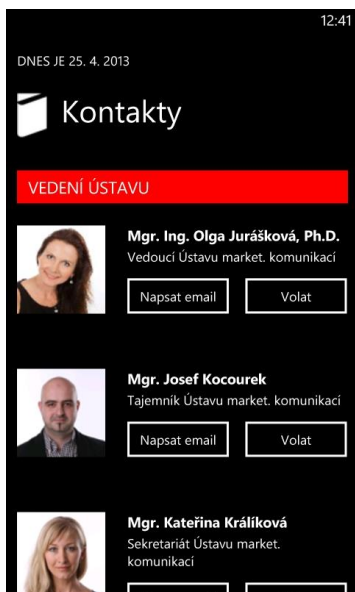 12:41
DNES JE 25. 4. 2013
Kontakty
VEDENÍ ÚSTAVU
Mgr. Ing. Olga Jurášková, Ph.D.
Vedoucí Ústavu market. komunikací
Napsat email
Volat
Mgr. Josef Kocourek
Tajemník Ústavu market. komunikací
Napsat email
Volat
Mgr. Kateřina Králíková
Sekretariát Ústavu market.
komunikací